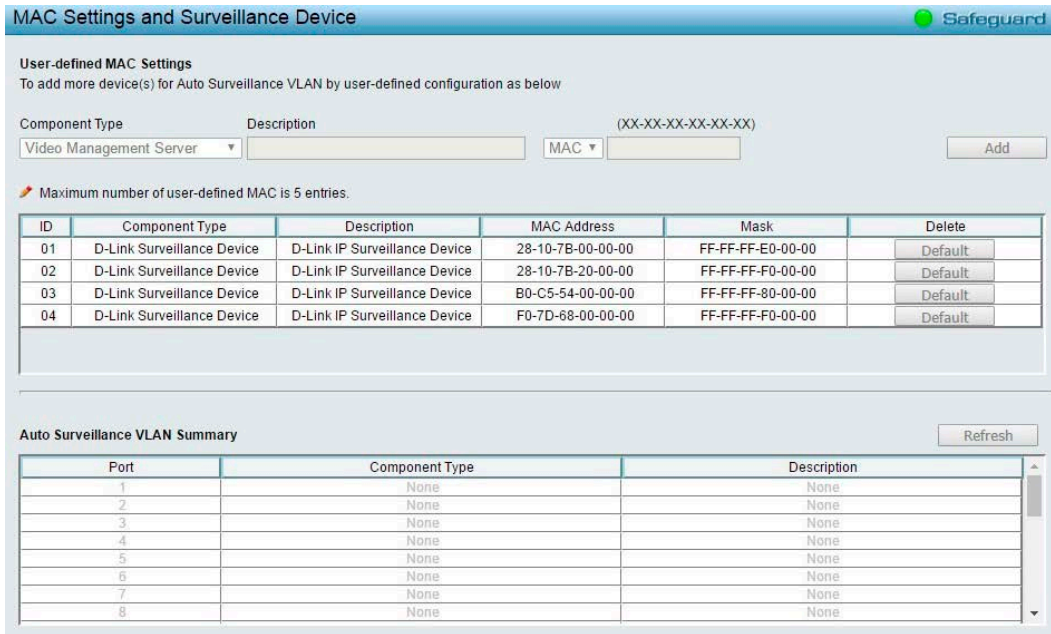 MAC Settings and Surveillance Device Safeguard
User-defined MAC Settings
To add more device(s) for Auto Surveillance VLAN by user-defined configuration as below
Component Type Description (XX-XX-XX-XX-XX-XX)
Video Management Server MAC Add
Maximum number of user-defined MAC is 5 entries.
ID Component Type Description MAC Address Mask Delete
01 D-Link Surveillance Device D-Link IP Surveillance Device 28-10-7B-00-00-00 FF-FF-FF-E0-00-00 Default
02 D-Link Surveillance Device D-Link IP Surveillance Device 28-10-7B-20-00-00 FF-FF-FF-F0-00-00 Default
03 D-Link Surveillance Device D-Link IP Surveillance Device B0-C5-54-00-00-00 FF-FF-FF-80-00-00 Default
04 D-Link Surveillance Device D-Link IP Surveillance Device F0-7D-68-00-00-00 FF-FF-FF-F0-00-00 Default
Auto Surveillance VLAN Summary Refresh
Port Component Type Description
1 None None
2 None None
3 None None
4 None None
5 None None
6 None None
7 None None
8 None None